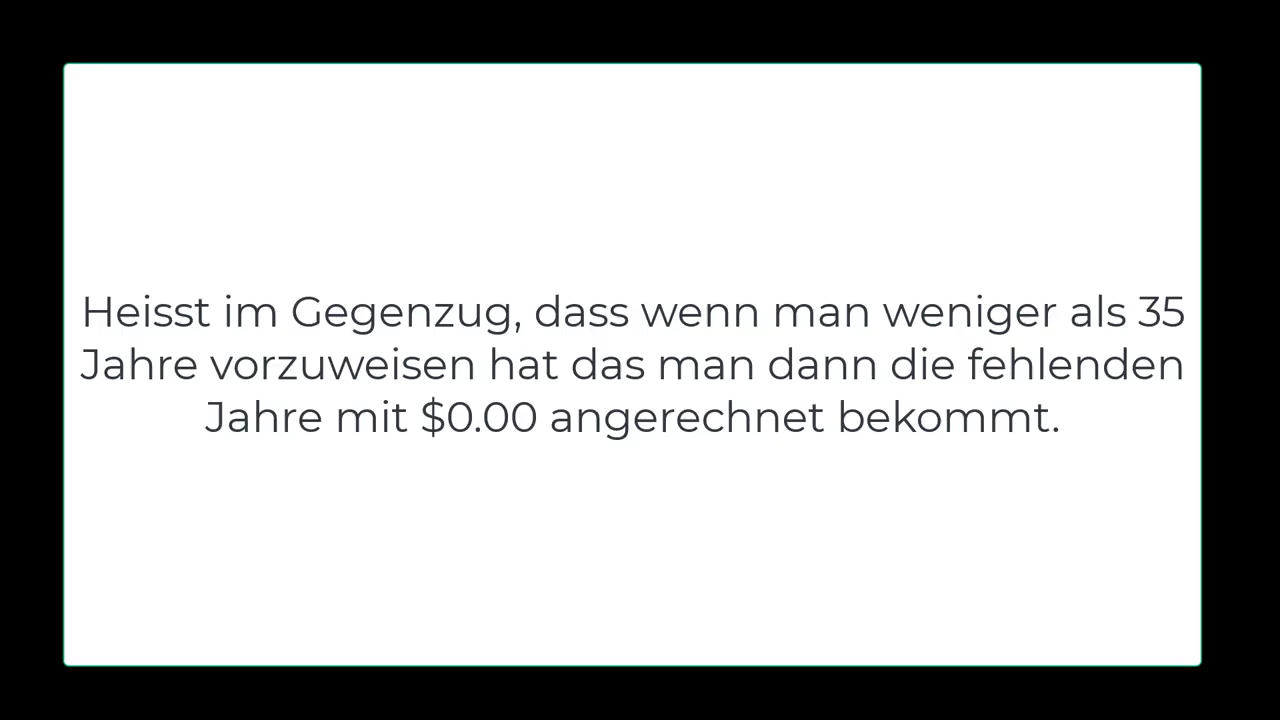 Heisst im Gegenzug, dass wenn man weniger als 35
Jahre vorzuweisen hat das man dann die fehlenden
Jahre mit $0.00 angerechnet bekommt.